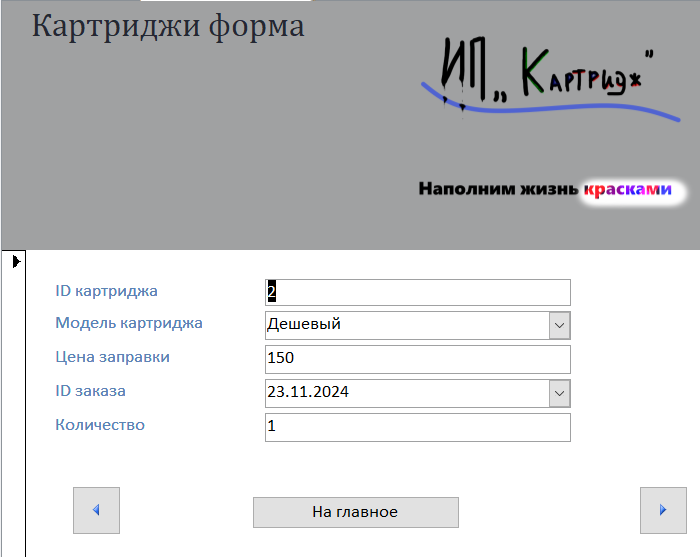 Картриджи форма
ИП „Картридж"
Наполним жизнь красками
ID картриджа 2
Модель картриджа Дешевый
Цена заправки 150
ID заказа 23.11.2024
Количество 1
На главное